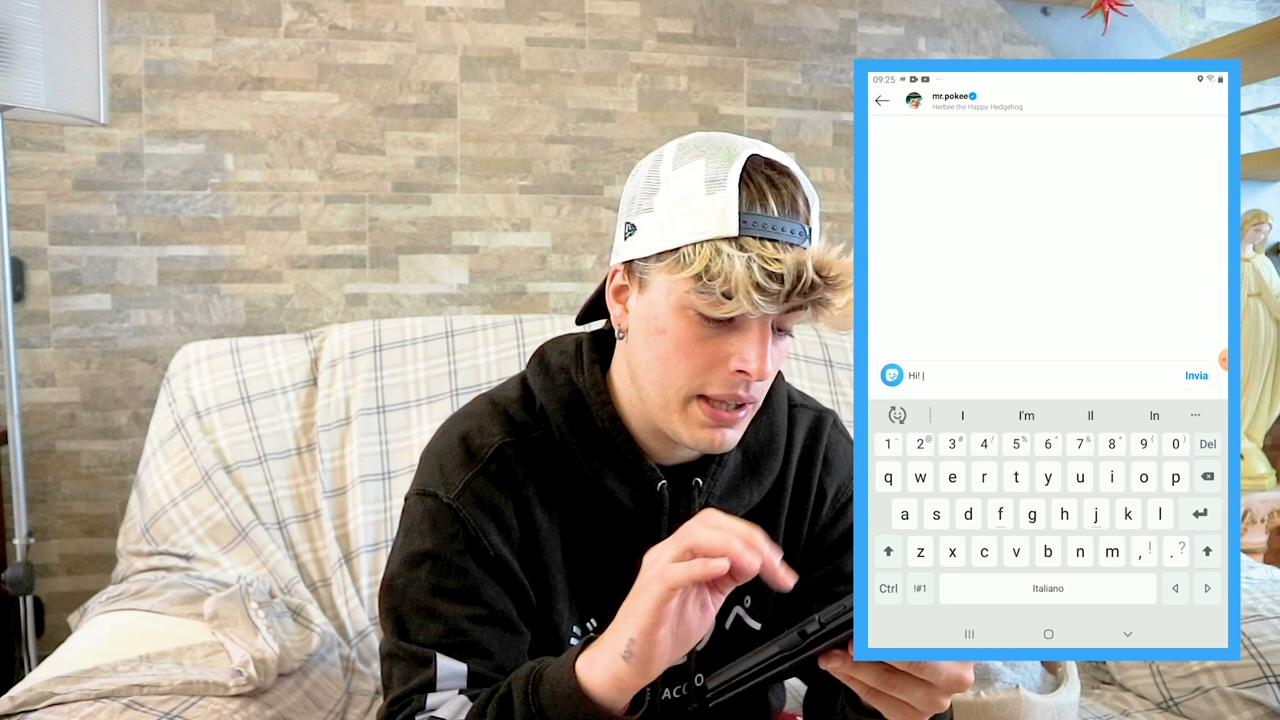 09:25
mr.pokee
Herbee the Happy Hedgehog
Hi!
Invia
I I'm Il In
1 2 @ 3 # 4 / 5 % 6 ^ 7 & 8 * 9 ( 0 ) Del
q w e r t y u i o p
a s d f g h j k l
z x c v b n m , ! . ?
Ctrl !#1 Italiano
ACCO